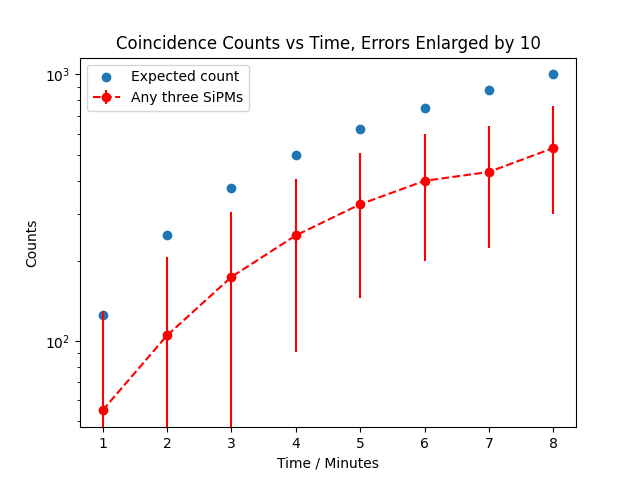 Coincidence Counts vs Time, Errors Enlarged by 10
Expected count
Any three SiPMs
Counts
10³
10²
1 2 3 4 5 6 7 8
Time / Minutes